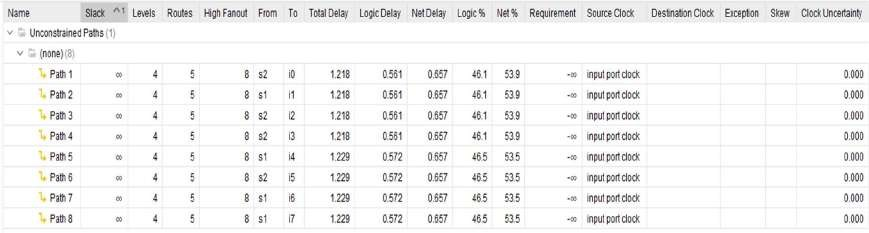 Name Slack ^1 Levels Routes High Fanout From To Total Delay Logic Delay Net Delay Logic % Net % Requirement Source Clock Destination Clock Exception Skew Clock Uncertainty
Unconstrained Paths (1)
(none) (8)
Path 1 ∞ 4 5 8 s2 i0 1.218 0.561 0.657 46.1 53.9 -∞ input port clock 0.000
Path 2 ∞ 4 5 8 s1 i1 1.218 0.561 0.657 46.1 53.9 -∞ input port clock 0.000
Path 3 ∞ 4 5 8 s2 i2 1.218 0.561 0.657 46.1 53.9 -∞ input port clock 0.000
Path 4 ∞ 4 5 8 s2 i3 1.218 0.561 0.657 46.1 53.9 -∞ input port clock 0.000
Path 5 ∞ 4 5 8 s1 i4 1.229 0.572 0.657 46.5 53.5 -∞ input port clock 0.000
Path 6 ∞ 4 5 8 s2 i5 1.229 0.572 0.657 46.5 53.5 -∞ input port clock 0.000
Path 7 ∞ 4 5 8 s1 i6 1.229 0.572 0.657 46.5 53.5 -∞ input port clock 0.000
Path 8 ∞ 4 5 8 s1 i7 1.229 0.572 0.657 46.5 53.5 -∞ input port clock 0.000